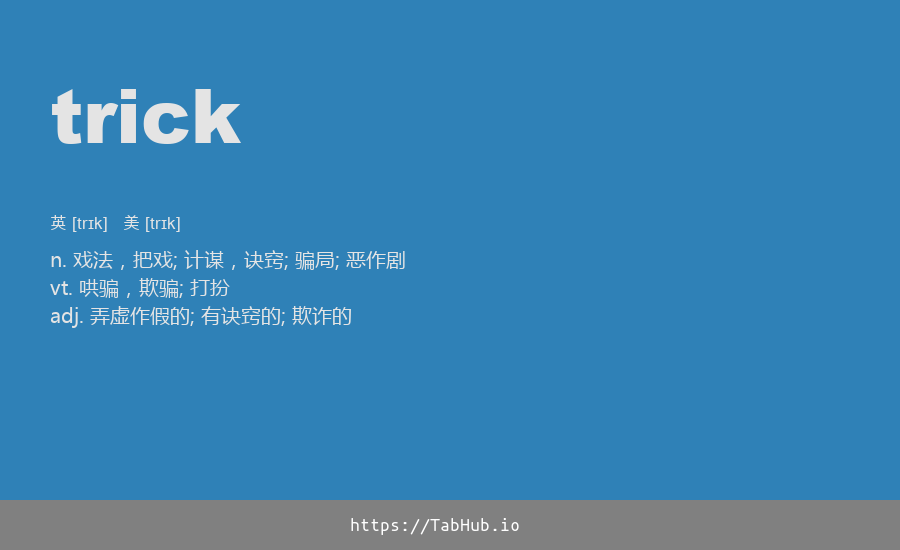 trick
英 [trɪk] 美 [trɪk]
n. 戏法，把戏; 计谋，诀窍; 骗局; 恶作剧
vt. 哄骗，欺骗; 打扮
adj. 弄虚作假的; 有诀窍的; 欺诈的
https://TabHub.io